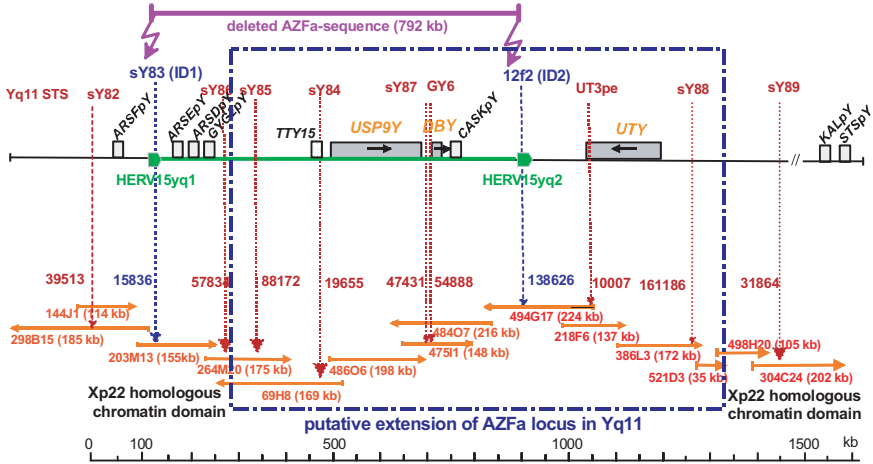 deleted AZFa-sequence (792 kb)
sY83 (ID1) 12f2 (ID2)
Yq11 STS sY82 sY86 sY85 sY84 sY87 GY6 UT3pe sY88 sY89
ARSFpY ARSEpY ARSDpY GYG2pY TTY15 USP9Y DBY CASKpY UTY KALpY STSpY
//
HERV15yq1 HERV15yq2
39513 15836 57834 88172 19655 47431 54888 138626 10007 161186 31864
144J1 (114 kb) 494G17 (224 kb)
298B15 (185 kb) 484O7 (216 kb) 218F6 (137 kb)
203M13 (155kb) 475I1 (148 kb) 386L3 (172 kb) 498H20 (105 kb)
264M20 (175 kb) 486O6 (198 kb) 521D3 (35 kb) 304C24 (202 kb)
69H8 (169 kb)
Xp22 homologous
chromatin domain
Xp22 homologous
chromatin domain
putative extension of AZFa locus in Yq11
0 100 500 1000 1500 kb